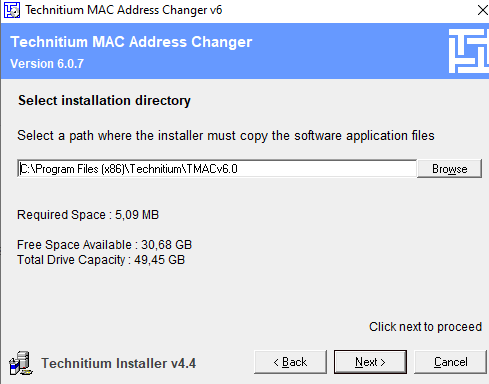 Technitium MAC Address Changer v6
Technitium MAC Address Changer
Version 6.0.7
Select installation directory
Select a path where the installer must copy the software application files
C:\Program Files (x86)\Technitium\TMACv6.0
Browse
Required Space : 5,09 MB
Free Space Available : 30,68 GB
Total Drive Capacity : 49,45 GB
Click next to proceed
Technitium Installer v4.4
< Back
Next >
Cancel